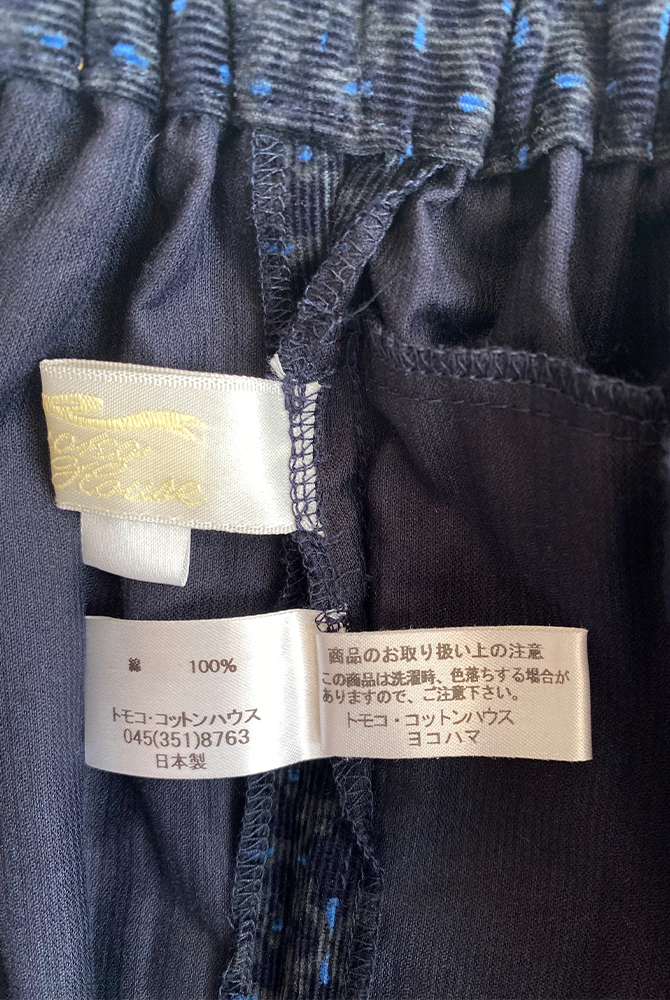 House
綿 100%
トモコ・コットンハウス
045(351)8763
日本製
商品のお取り扱い上の注意
この商品は洗濯時、色落ちする場合が
ありますので、ご注意下さい。
トモコ・コットンハウス
ヨコハマ